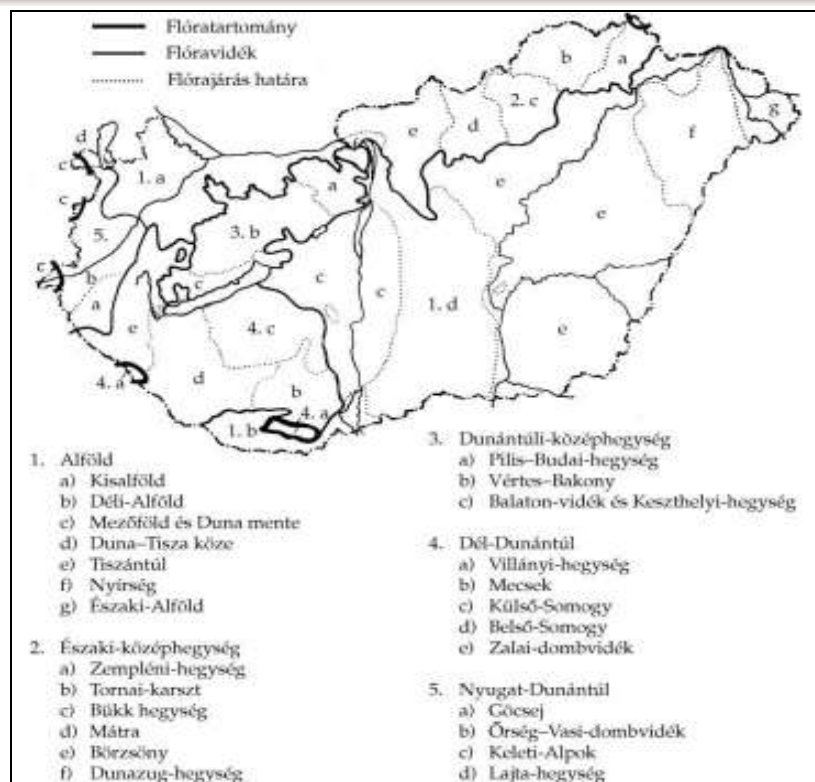 Flóratartomány
Flóravidék
Flórajárás határa
b
a
2. c
e
d
g
f
d
c
1. a
a
e
c
3. b
e
5.
c
c
c
1. d
c
b
a
e
4. c
e
d
4. a
b
4. a
1. b
1. Alföld
a) Kisalföld
b) Déli-Alföld
c) Mezőföld és Duna mente
d) Duna–Tisza köze
e) Tiszántúl
f) Nyírség
g) Északi-Alföld
2. Északi-középhegység
a) Zempléni-hegység
b) Tornai-karszt
c) Bükk hegység
d) Mátra
e) Börzsöny
f) Dunazug-hegység
3. Dunántúli-középhegység
a) Pilis–Budai-hegység
b) Vértes–Bakony
c) Balaton-vidék és Keszthelyi-hegység
4. Dél-Dunántúl
a) Villányi-hegység
b) Mecsek
c) Külső-Somogy
d) Belső-Somogy
e) Zalai-dombvidék
5. Nyugat-Dunántúl
a) Göcsej
b) Őrség–Vasi-dombvidék
c) Keleti-Alpok
d) Lajta-hegység